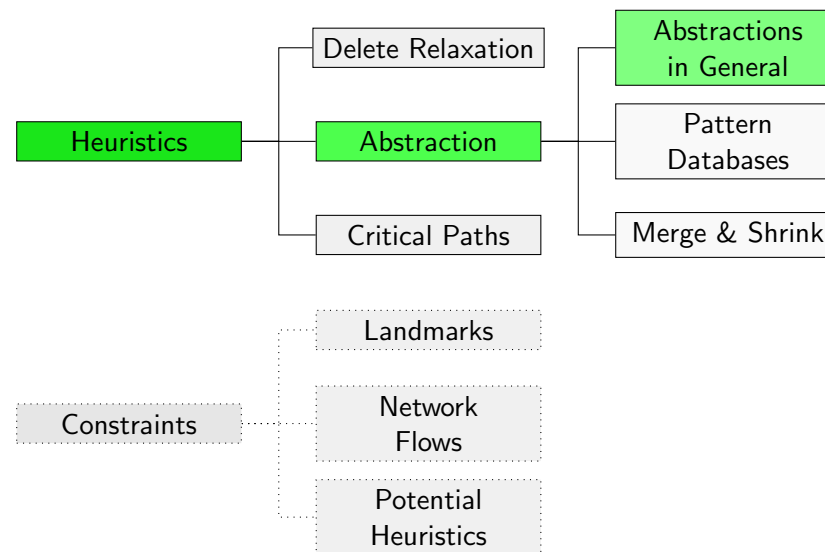 Delete Relaxation
Abstractions
in General
Heuristics
Abstraction
Pattern
Databases
Critical Paths
Merge & Shrink
Landmarks
Constraints
Network
Flows
Potential
Heuristics